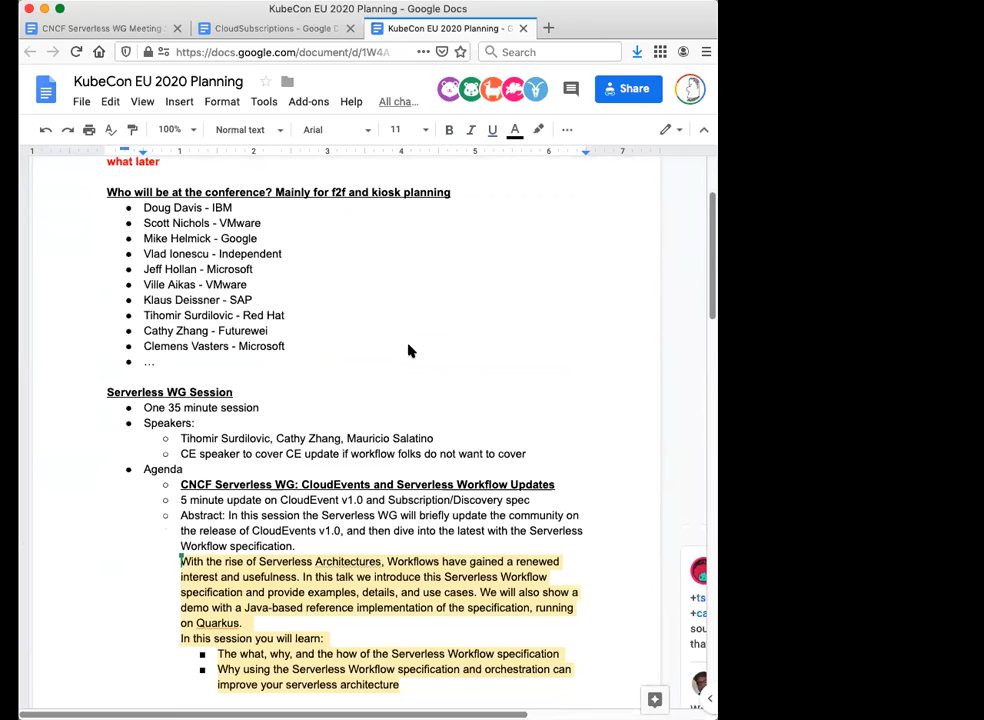 KubeCon EU 2020 Planning - Google Docs
CNCF Serverless WG Meeting
CloudSubscriptions - Google D
KubeCon EU 2020 Planning -
https://docs.google.com/document/d/1W4A
Search
KubeCon EU 2020 Planning
File Edit View Insert Format Tools Add-ons Help All cha...
Share
100% Normal text Arial 11 B I U A
1 1 2 3 4 5 6 7
what later
Who will be at the conference? Mainly for f2f and kiosk planning
● Doug Davis - IBM
● Scott Nichols - VMware
● Mike Helmick - Google
● Vlad Ionescu - Independent
● Jeff Hollan - Microsoft
● Ville Aikas - VMware
● Klaus Deissner - SAP
● Tihomir Surdilovic - Red Hat
● Cathy Zhang - Futurewei
● Clemens Vasters - Microsoft
● …
Serverless WG Session
● One 35 minute session
● Speakers:
○ Tihomir Surdilovic, Cathy Zhang, Mauricio Salatino
○ CE speaker to cover CE update if workflow folks do not want to cover
● Agenda
○ CNCF Serverless WG: CloudEvents and Serverless Workflow Updates
○ 5 minute update on CloudEvent v1.0 and Subscription/Discovery spec
○ Abstract: In this session the Serverless WG will briefly update the community on
the release of CloudEvents v1.0, and then dive into the latest with the Serverless
Workflow specification.
With the rise of Serverless Architectures, Workflows have gained a renewed
interest and usefulness. In this talk we introduce this Serverless Workflow
specification and provide examples, details, and use cases. We will also show a
demo with a Java-based reference implementation of the specification, running
on Quarkus.
In this session you will learn:
■ The what, why, and the how of the Serverless Workflow specification
■ Why using the Serverless Workflow specification and orchestration can
improve your serverless architecture
+ts
+ca
sou
tha